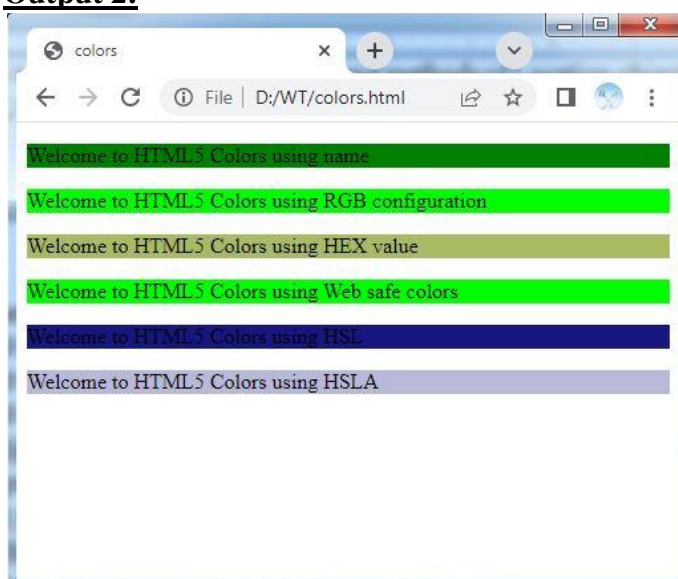 Output 2:
colors
File | D:/WT/colors.html
Welcome to HTML5 Colors using name
Welcome to HTML5 Colors using RGB configuration
Welcome to HTML5 Colors using HEX value
Welcome to HTML5 Colors using Web safe colors
Welcome to HTML5 Colors using HSL
Welcome to HTML5 Colors using HSLA